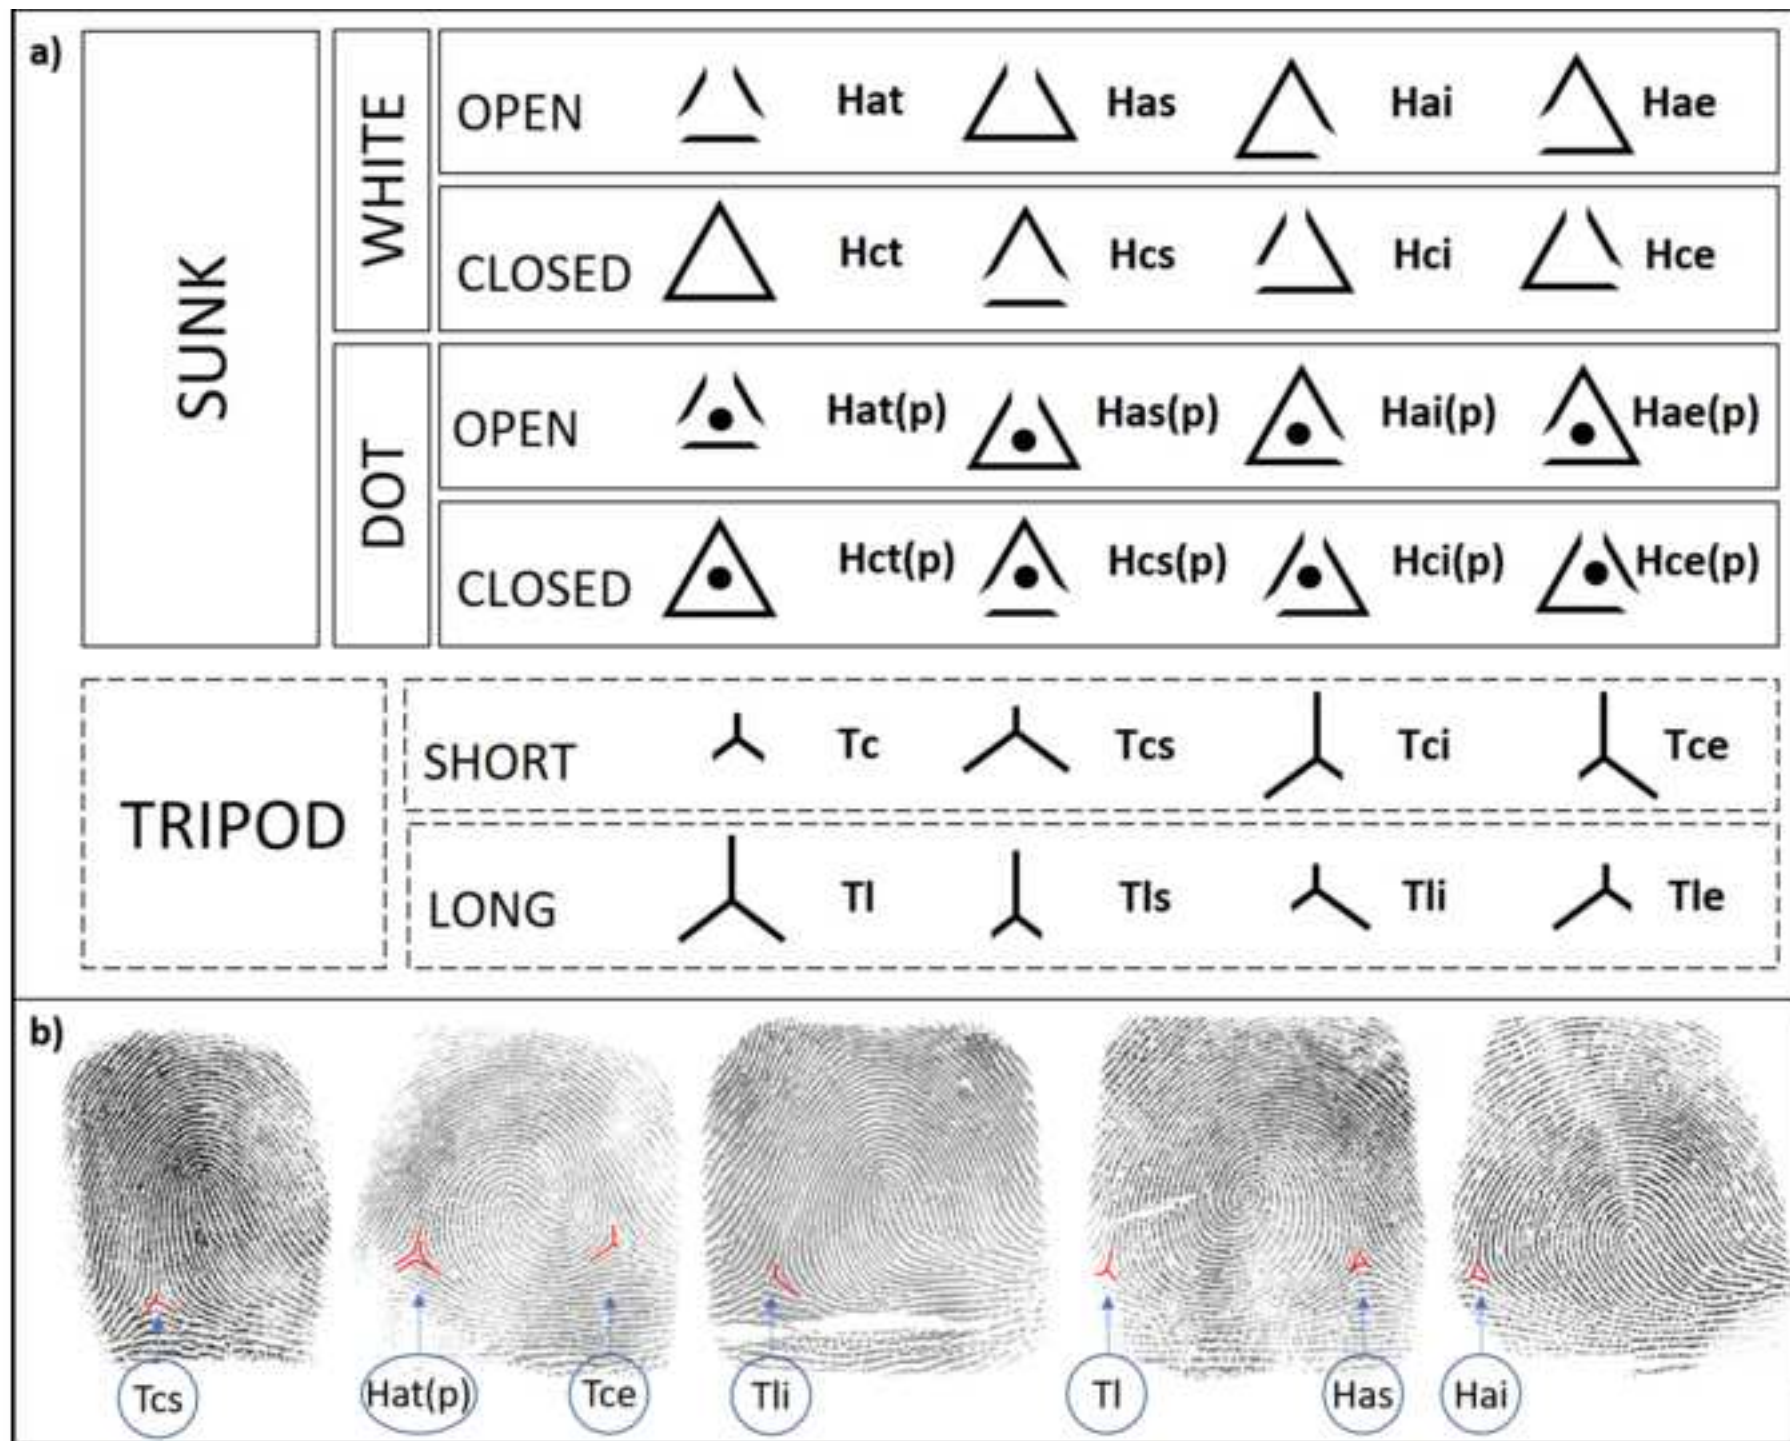 a)
SUNK
WHITE
OPEN Hat Has Hai Hae
CLOSED Hct Hcs Hci Hce
DOT
OPEN Hat(p) Has(p) Hai(p) Hae(p)
CLOSED Hct(p) Hcs(p) Hci(p) Hce(p)
TRIPOD
SHORT Tc Tcs Tci Tce
LONG Tl Tls Tli Tle
b)
Tcs Hat(p) Tce Tli Tl Has Hai